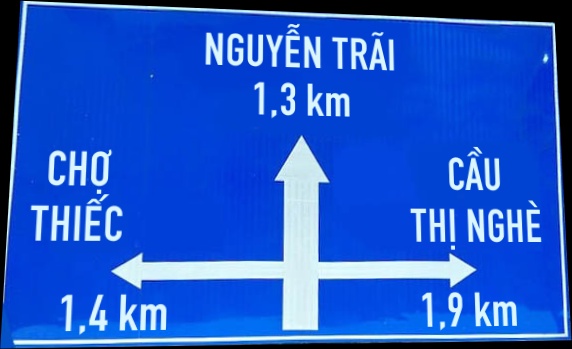 NGUYỄN TRÃI
1,3 km
CHỢ
THIẾC
1,4 km
CẦU
THỊ NGHÈ
1,9 km